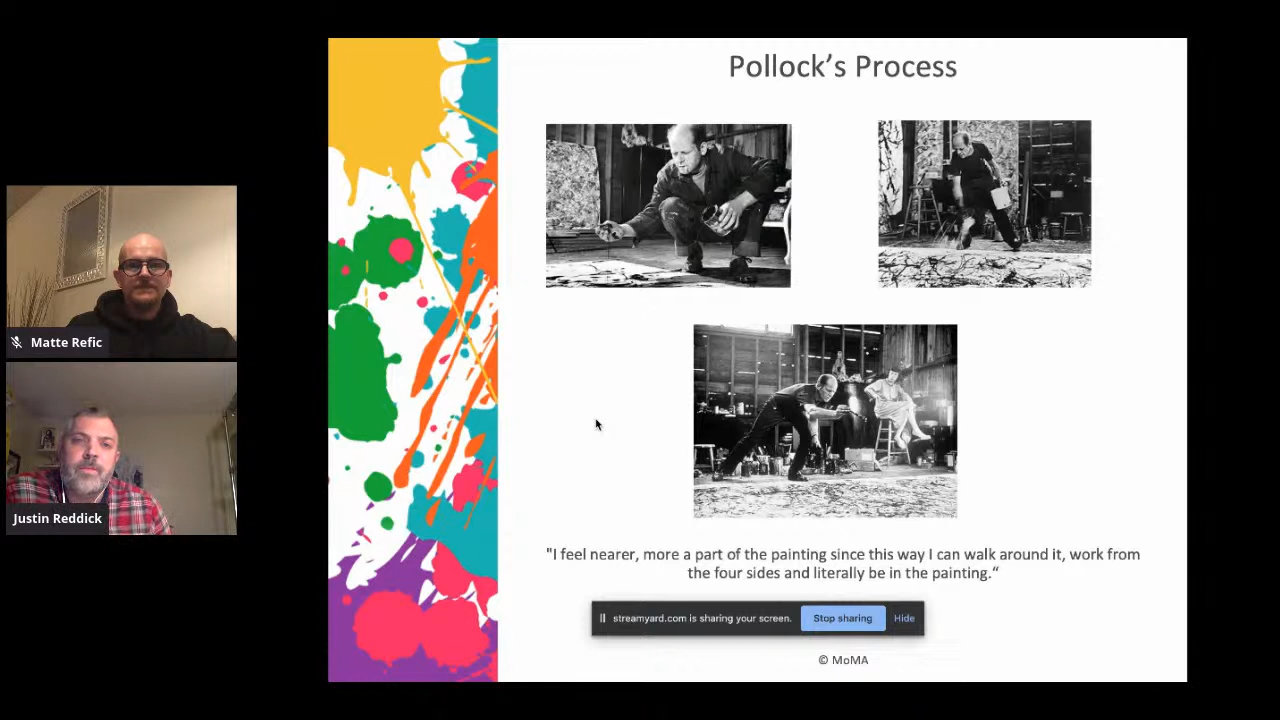 Pollock’s Process
Matte Refic
Justin Reddick
"I feel nearer, more a part of the painting since this way I can walk around it, work from
the four sides and literally be in the painting.“
streamyard.com is sharing your screen. Stop sharing Hide
© MoMA